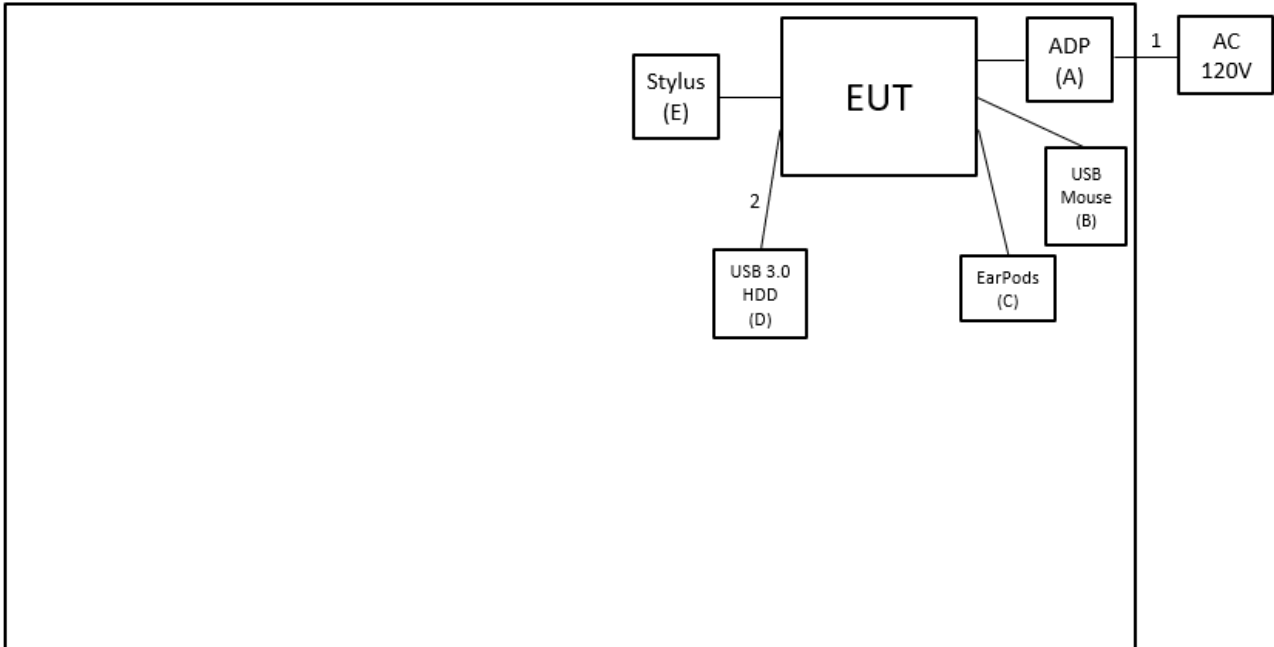 ADP
(A)
1
AC
120V
Stylus
(E)
EUT
USB
Mouse
(B)
2
USB 3.0
HDD
(D)
EarPods
(C)